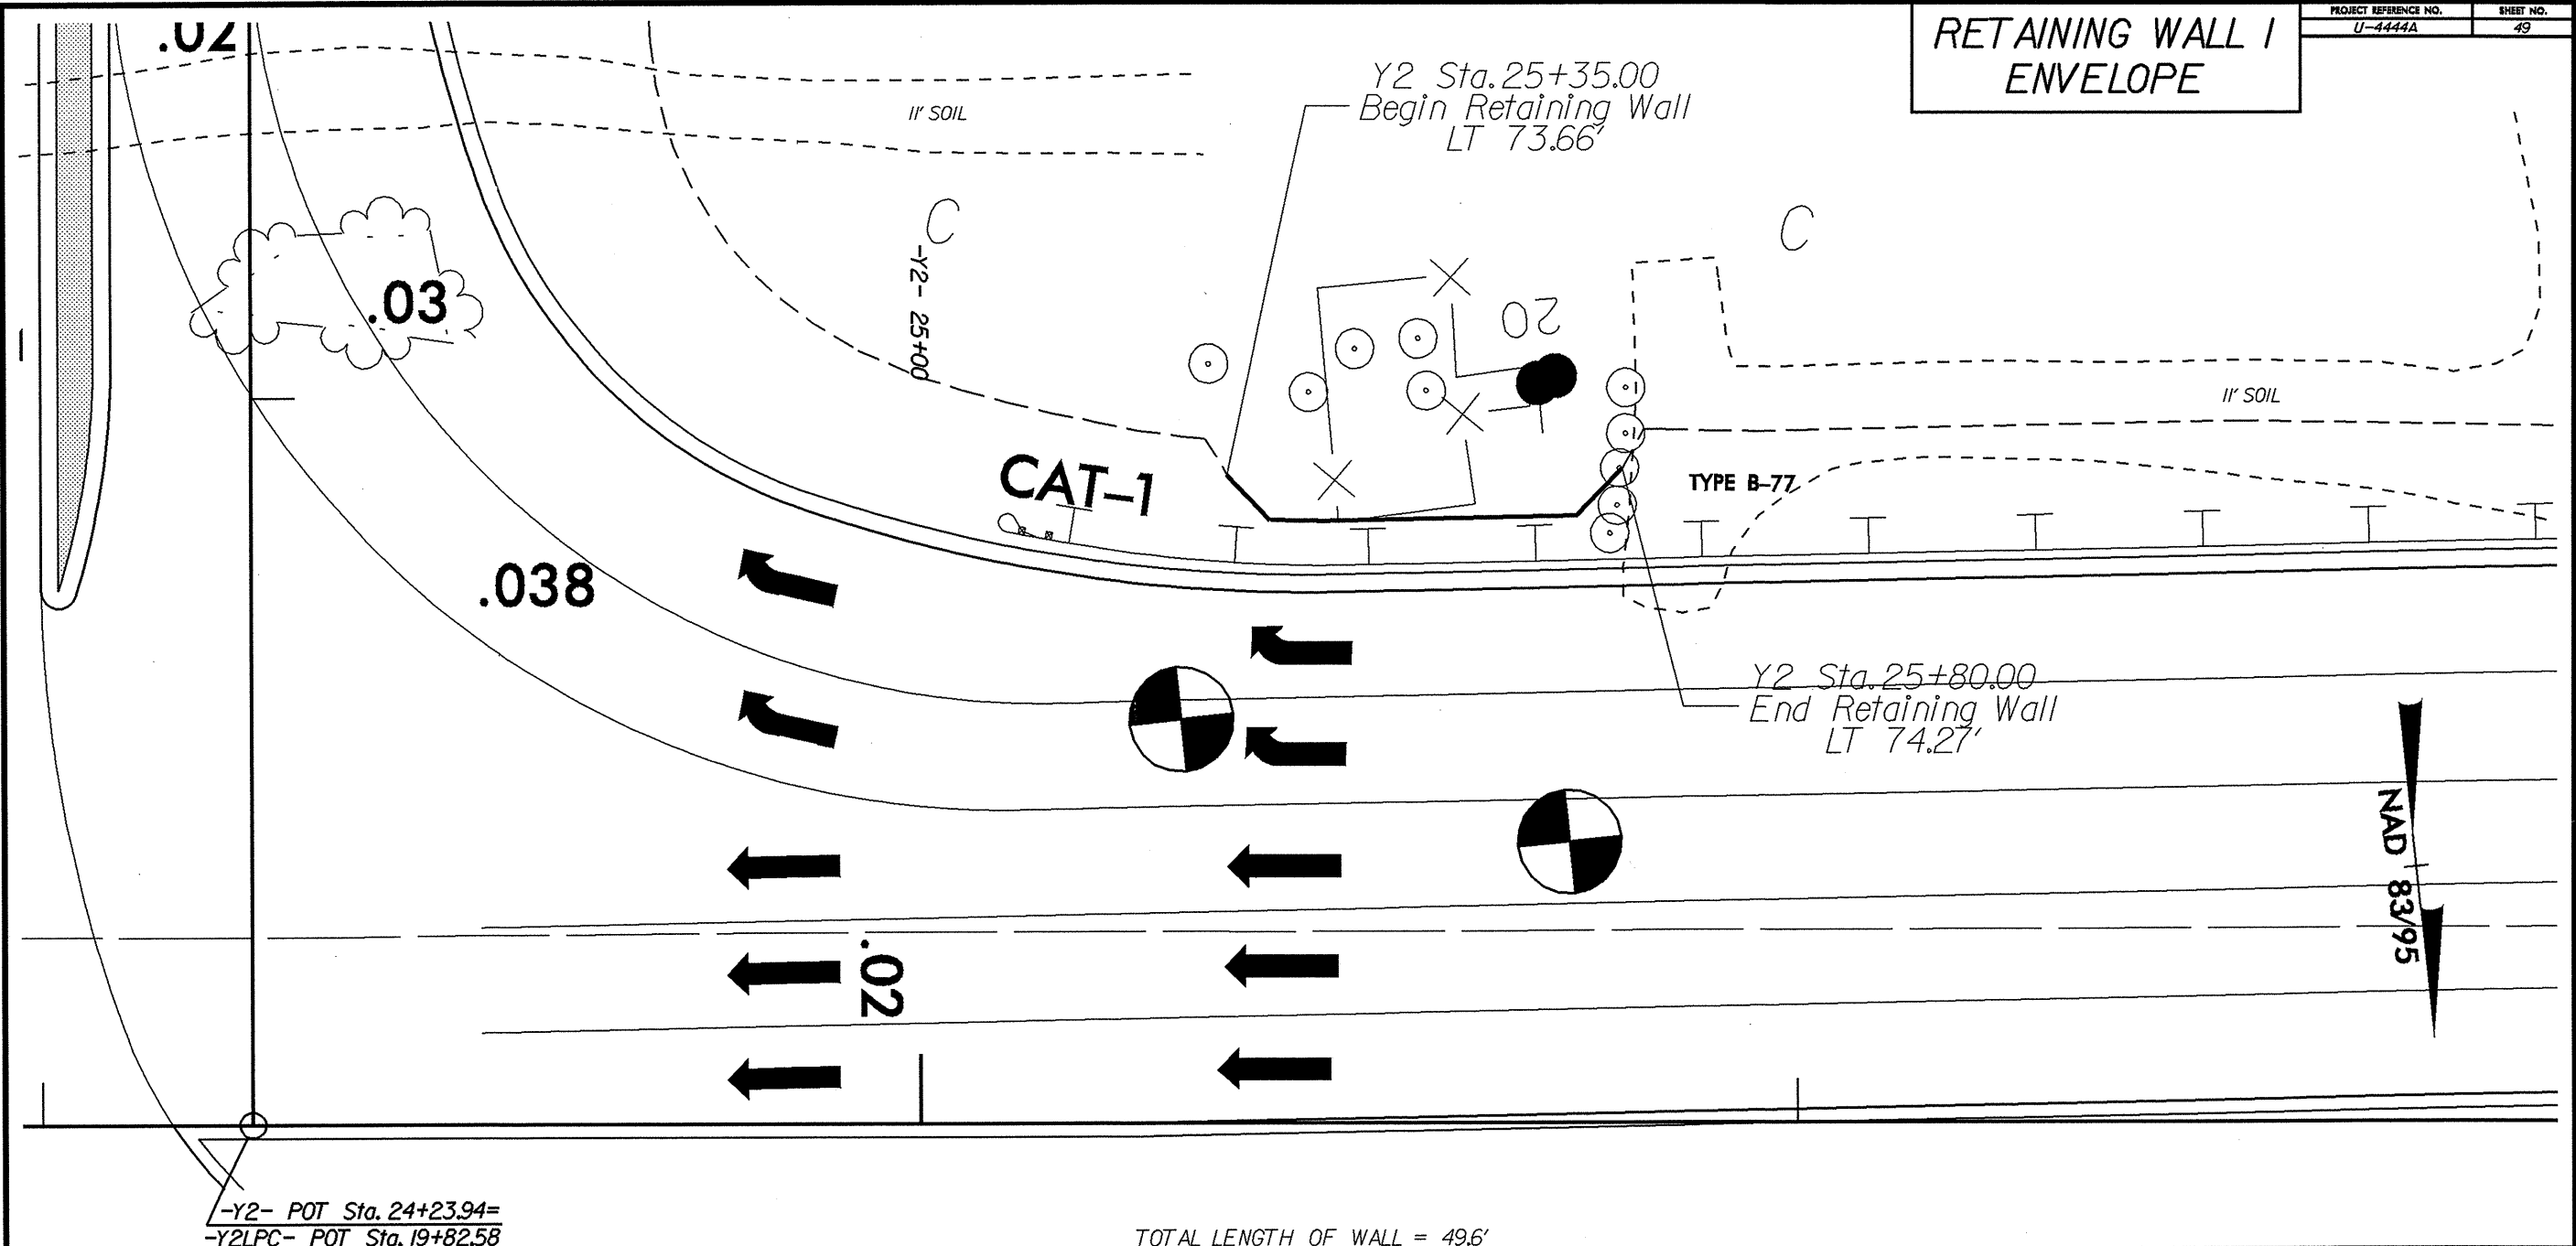 RETAINING WALL 1
ENVELOPE
PROJECT REFERENCE NO.
SHEET NO.
U-4444A
49
.02
11' SOIL
Y2 Sta. 25+35.00
Begin Retaining Wall
LT 73.66'
C
C
-Y2- 25+00
.03
20
11' SOIL
CAT-1
TYPE B-77
.038
Y2 Sta. 25+80.00
End Retaining Wall
LT 74.27'
NAD 83/95
.02
-Y2- POT Sta. 24+23.94=
-Y2LPC- POT Sta. 19+82.58
TOTAL LENGTH OF WALL = 49.6'